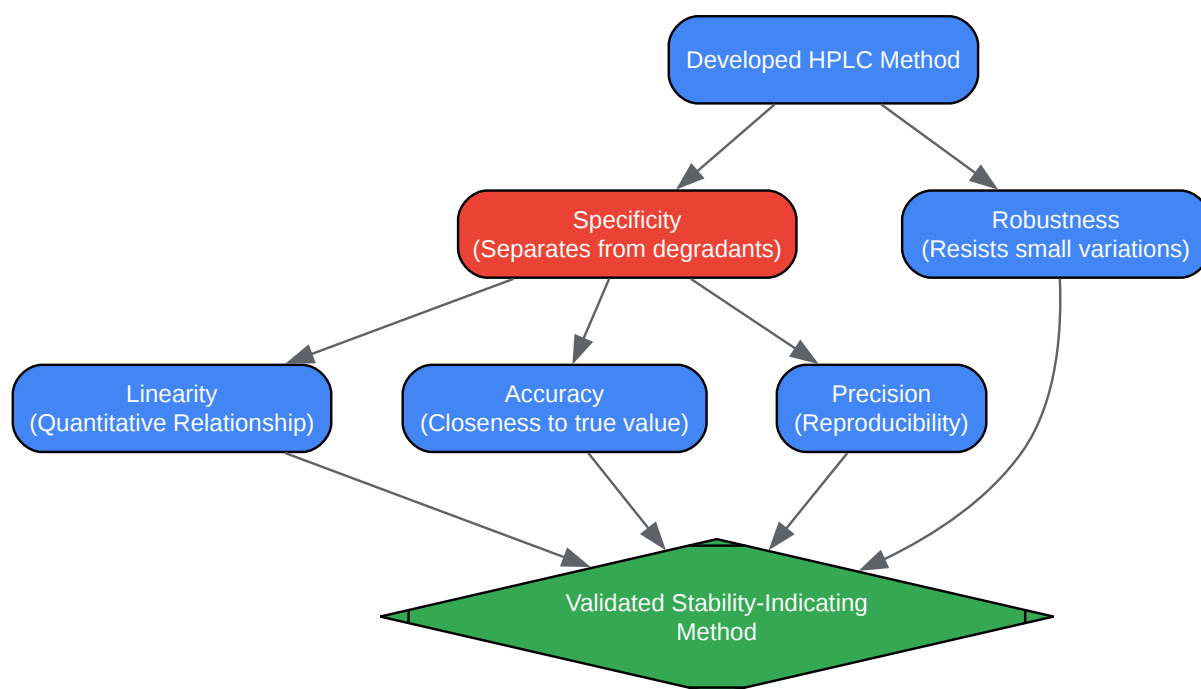 Developed HPLC Method
Specificity
(Separates from degradants)
Robustness
(Resists small variations)
Linearity
(Quantitative Relationship)
Accuracy
(Closeness to true value)
Precision
(Reproducibility)
Validated Stability-Indicating
Method